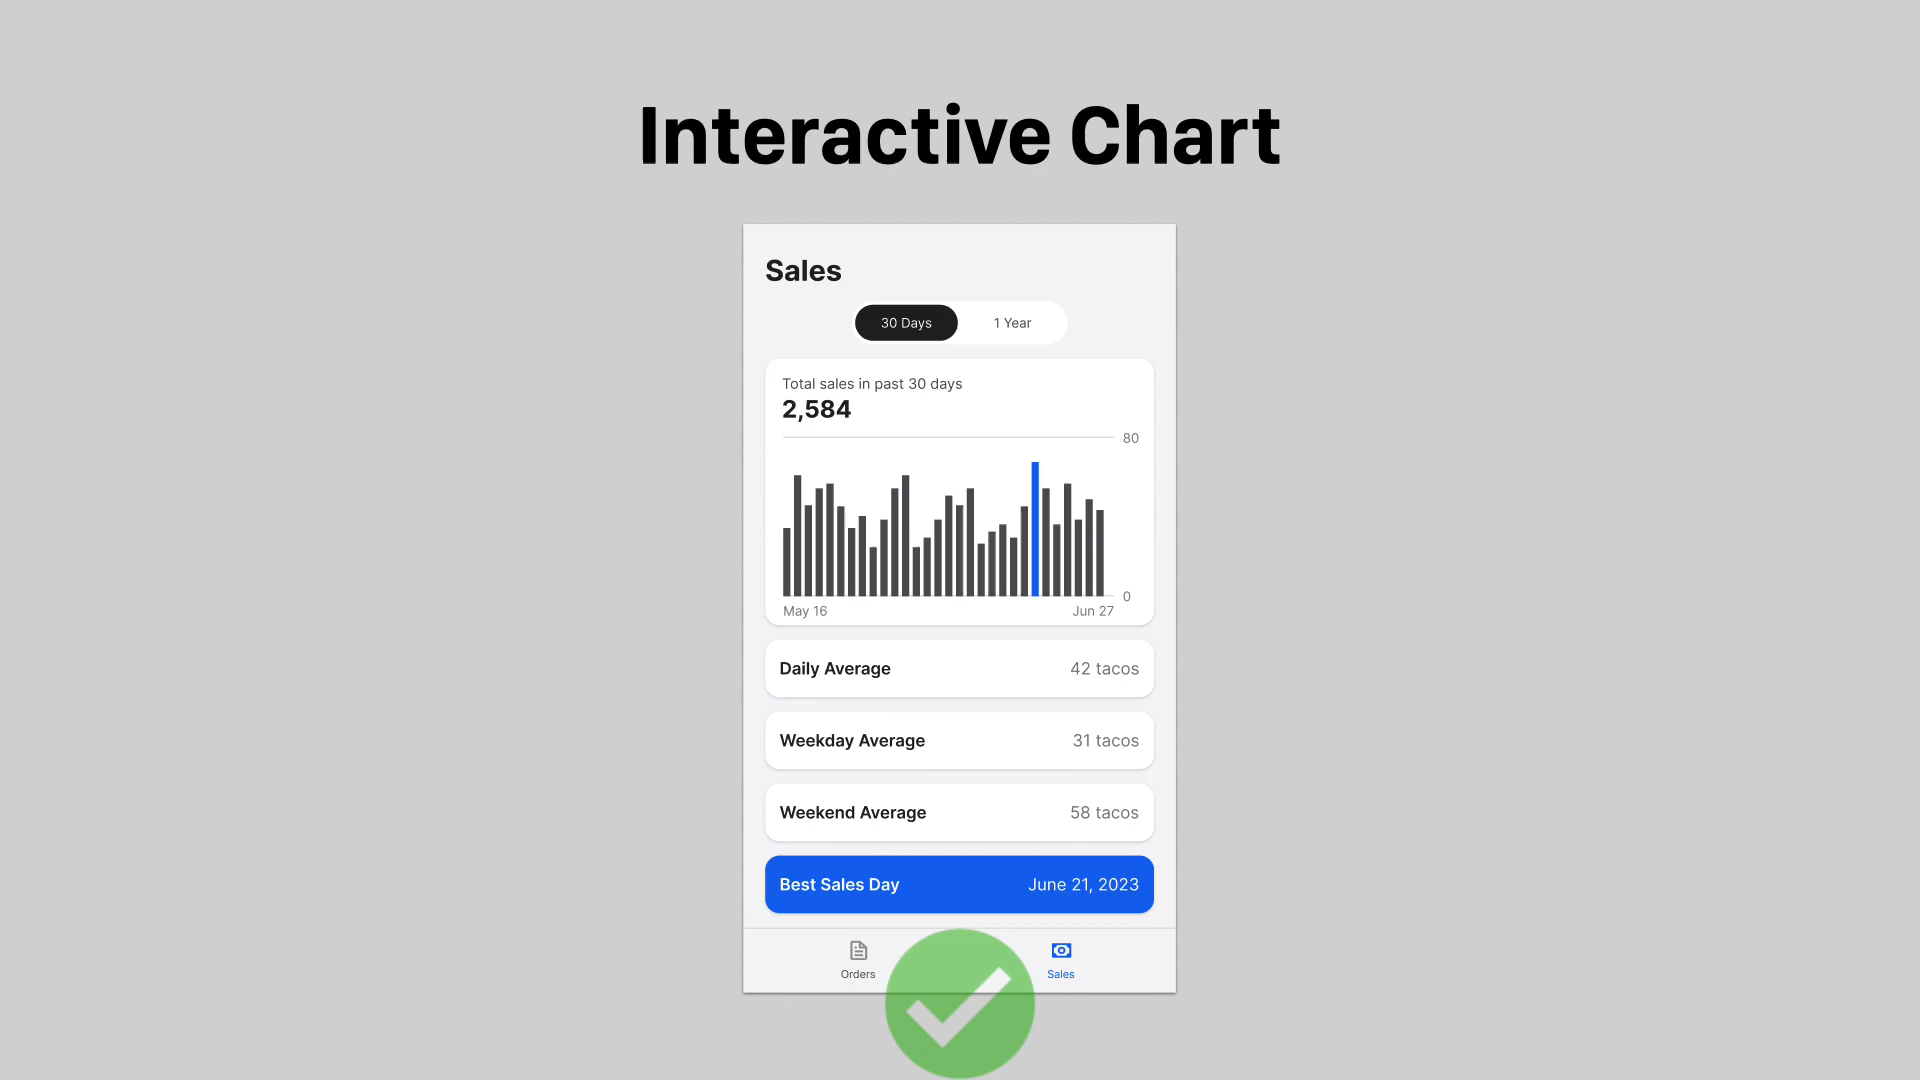 Interactive Chart
Sales
30 Days 1 Year
Total sales in past 30 days
2,584
80
0
May 16 Jun 27
Daily Average 42 tacos
Weekday Average 31 tacos
Weekend Average 58 tacos
Best Sales Day June 21, 2023
Orders Sales